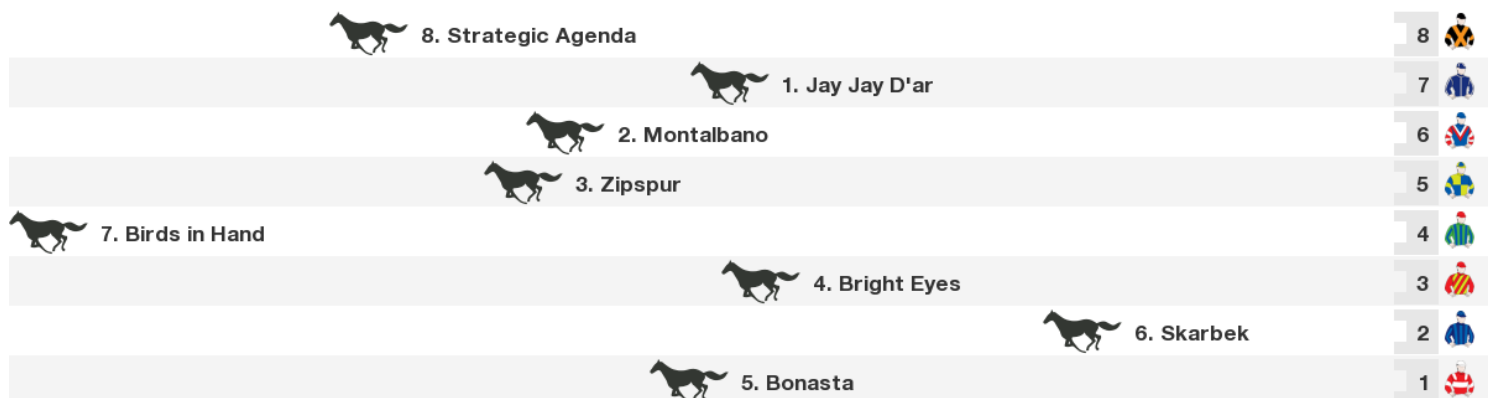 8. Strategic Agenda 8
1. Jay Jay D'ar 7
2. Montalbano 6
3. Zipspur 5
7. Birds in Hand 4
4. Bright Eyes 3
6. Skarbek 2
5. Bonasta 1